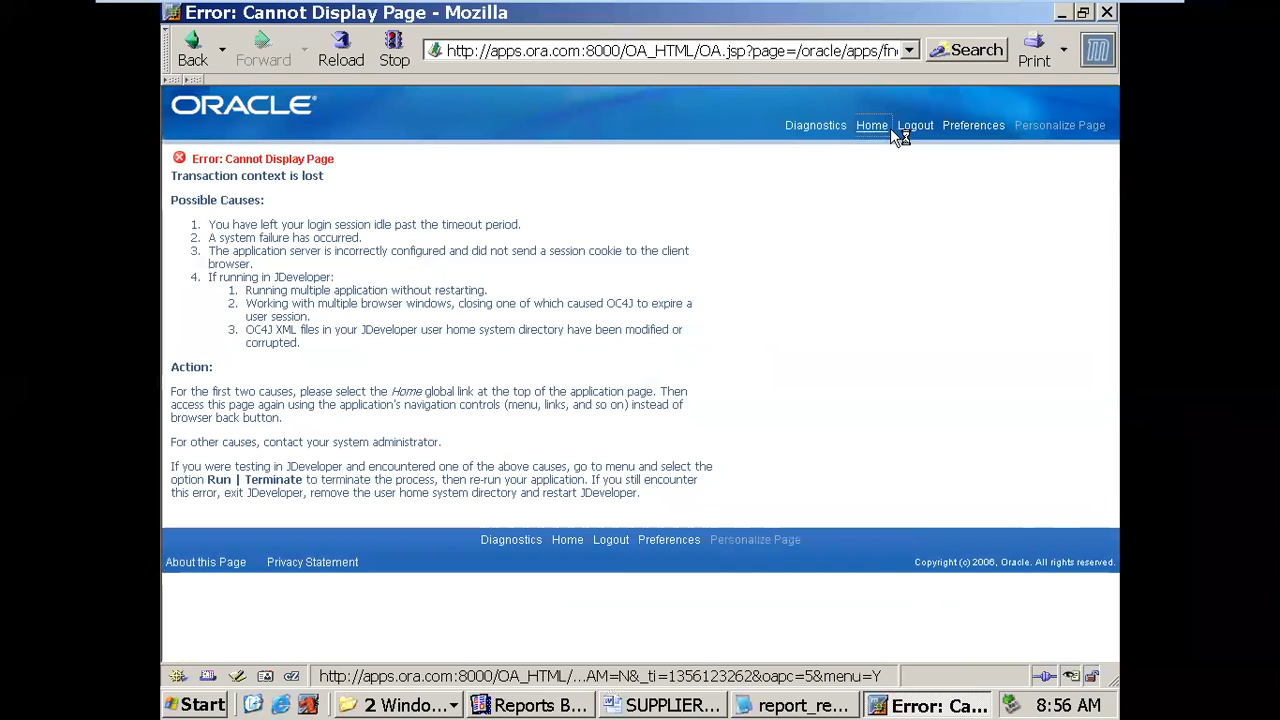 Error: Cannot Display Page - Mozilla
Back
Forward
Reload
Stop
http://apps.ora.com:8000/OA_HTML/OA.jsp?page=/oracle/apps/fn
Search
Print
ORACLE®
Diagnostics Home Logout Preferences Personalize Page
Error: Cannot Display Page
Transaction context is lost
Possible Causes:
1. You have left your login session idle past the timeout period.
2. A system failure has occurred.
3. The application server is incorrectly configured and did not send a session cookie to the client
browser.
4. If running in JDeveloper:
1. Running multiple application without restarting.
2. Working with multiple browser windows, closing one of which caused OC4J to expire a
user session.
3. OC4J XML files in your JDeveloper user home system directory have been modified or
corrupted.
Action:
For the first two causes, please select the Home global link at the top of the application page. Then
access this page again using the application's navigation controls (menu, links, and so on) instead of
browser back button.
For other causes, contact your system administrator.
If you were testing in JDeveloper and encountered one of the above causes, go to menu and select the
option Run | Terminate to terminate the process, then re-run your application. If you still encounter
this error, exit JDeveloper, remove the user home system directory and restart JDeveloper.
Diagnostics Home Logout Preferences Personalize Page
About this Page Privacy Statement Copyright (c) 2006, Oracle. All rights reserved.
http://apps.ora.com:8000/OA_HTML/...AM=N&_ti=1356123262&oapc=5&menu=Y
Start 2 Windo... Reports B... SUPPLIER... report_re... Error: Ca... 8:56 AM